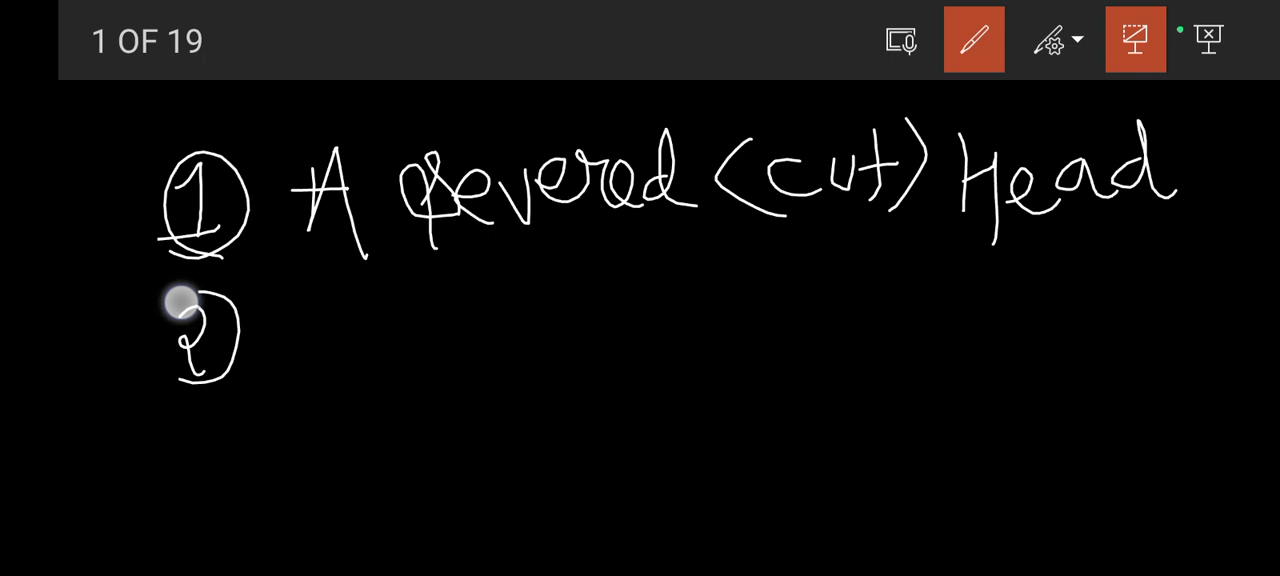 1 OF 19
① A severed (cut) Head
②